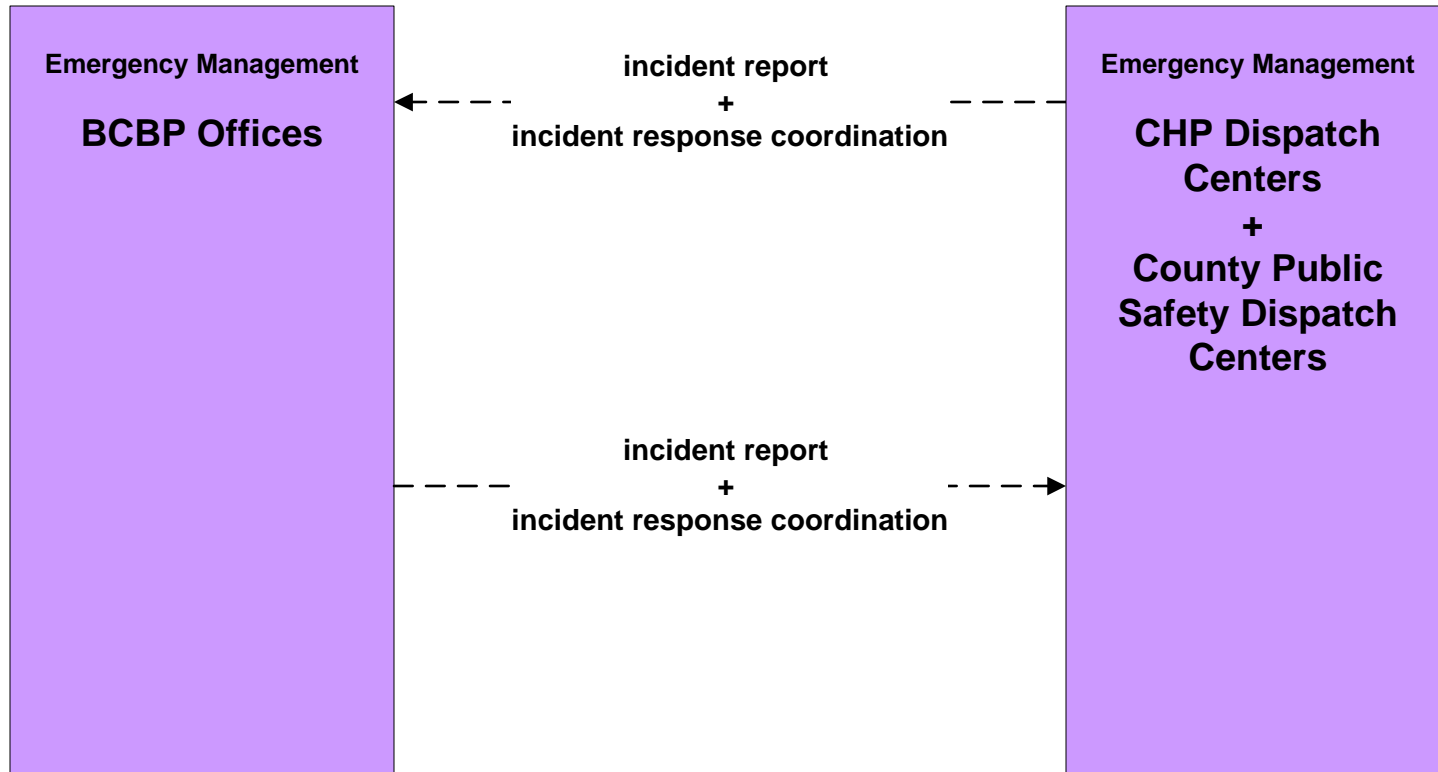 Emergency Management
BCBP Offices
incident report
+
incident response coordination
Emergency Management
CHP Dispatch
Centers
+
County Public
Safety Dispatch
Centers
incident report
+
incident response coordination